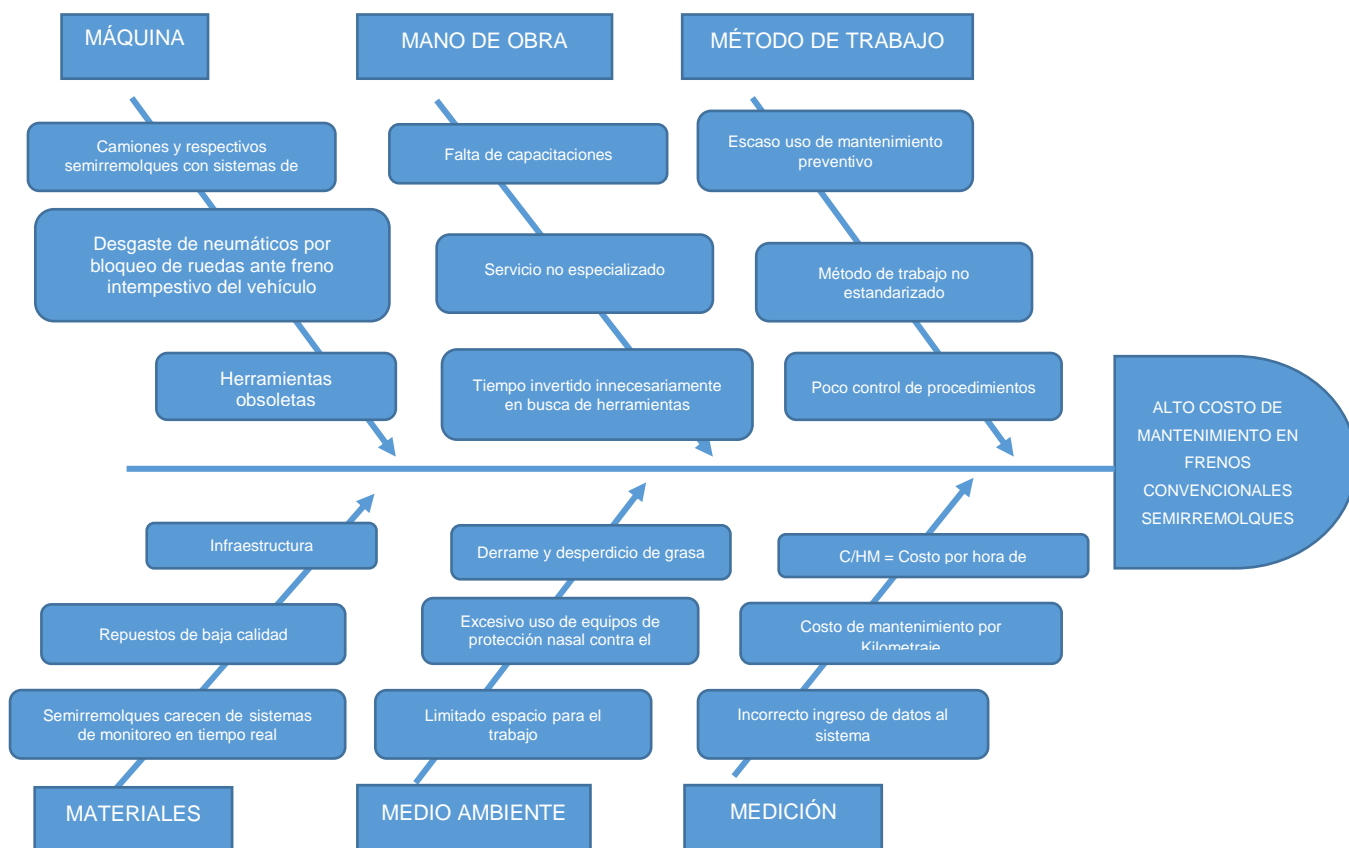 MÁQUINA
MANO DE OBRA
MÉTODO DE TRABAJO
Camiones y respectivos
semirremolques con sistemas de
Falta de capacitaciones
Escaso uso de mantenimiento
preventivo
Desgaste de neumáticos por
bloqueo de ruedas ante freno
intempestivo del vehículo
Servicio no especializado
Método de trabajo no
estandarizado
Herramientas
obsoletas
Tiempo invertido innecesariamente
en busca de herramientas
Poco control de procedimientos
ALTO COSTO DE
MANTENIMIENTO EN
FRENOS
CONVENCIONALES
SEMIRREMOLQUES
Infraestructura
Derrame y desperdicio de grasa
C/HM = Costo por hora de
Repuestos de baja calidad
Excesivo uso de equipos de
protección nasal contra el
Costo de mantenimiento por
Kilometraje
Semirremolques carecen de sistemas
de monitoreo en tiempo real
Limitado espacio para el
trabajo
Incorrecto ingreso de datos al
sistema
MATERIALES
MEDIO AMBIENTE
MEDICIÓN